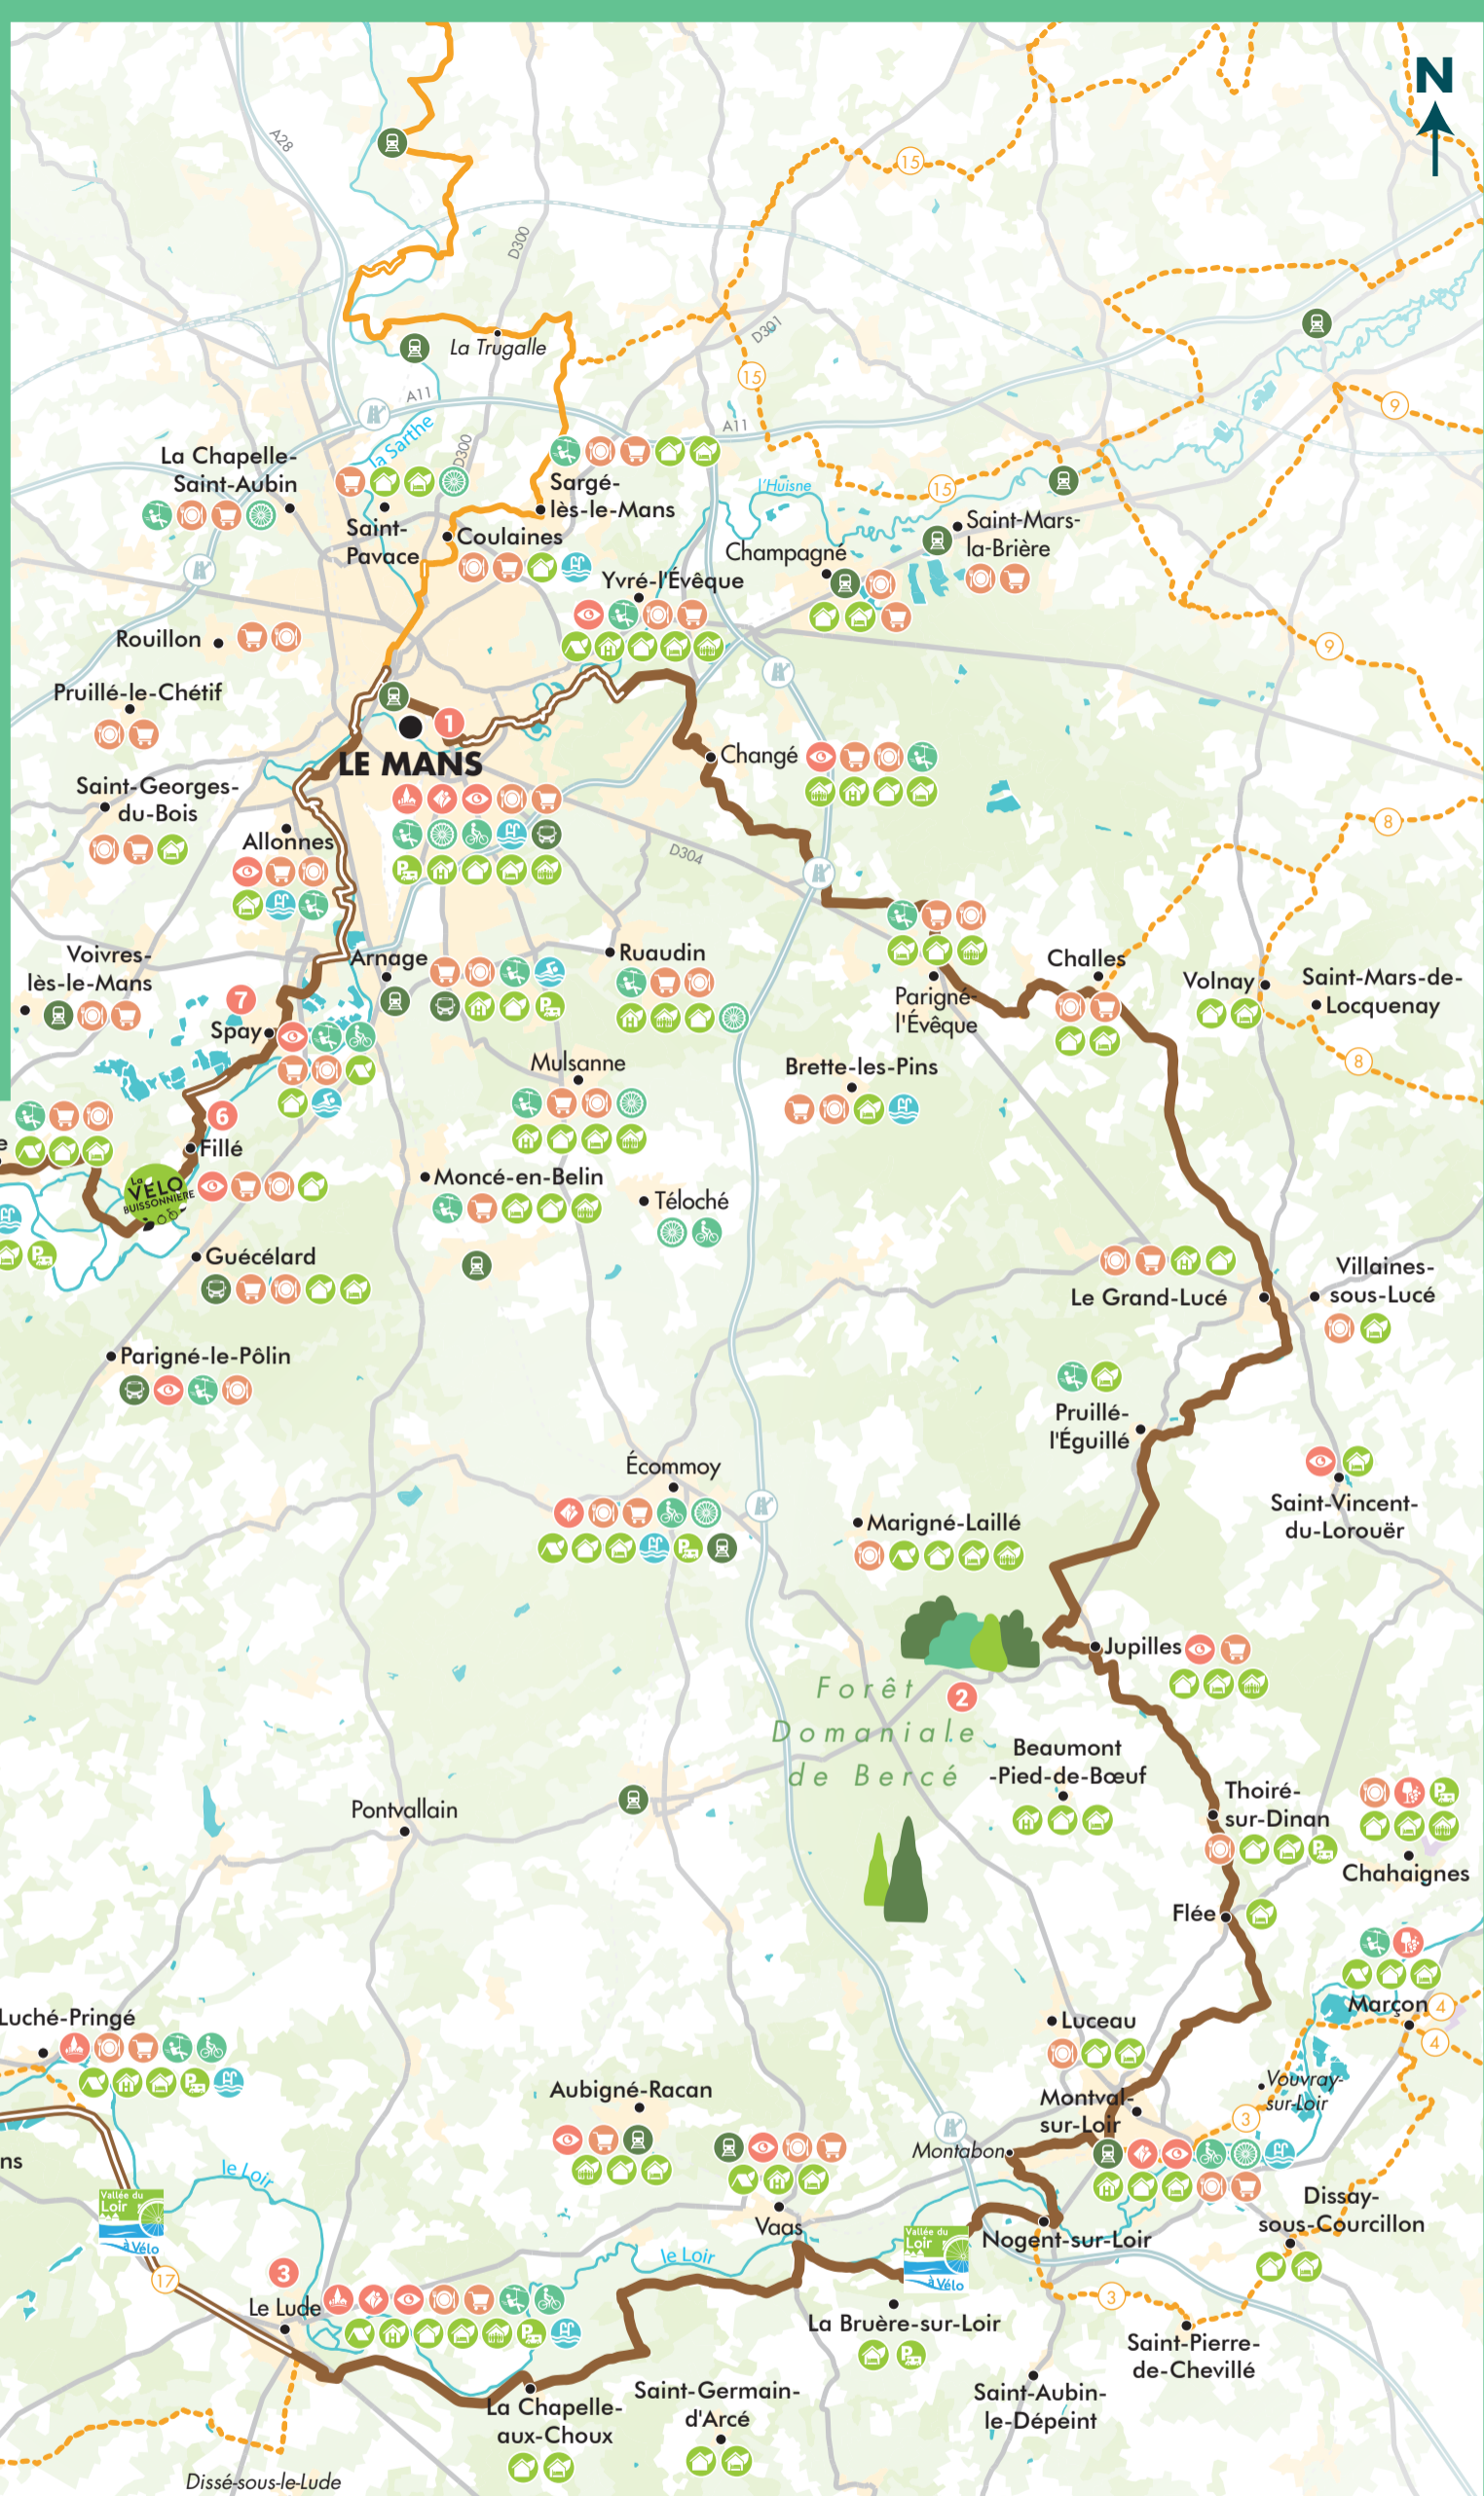 N
A28
15
D300
D301
La Trugalle
15
9
A11
A11
la Sarthe
D300
La Chapelle-
Saint-Aubin
Sargé-
lès-le-Mans
l'Huisne
15
Saint-
Pavace
Coulaines
Saint-Mars-
la-Brière
Champagné
Yvré-l'Évêque
Rouillon
9
Pruillé-le-Chétif
1
LE MANS
Changé
Saint-Georges-
du-Bois
8
Allonnes
D304
P
Voivres-
lès-le-Mans
Arnage
Ruaudin
Parigné-
l'Évêque
Challes
Volnay
Saint-Mars-de-
Locquenay
7
Spay
P
8
Mulsanne
Brette-les-Pins
6
e
Fillé
La
VÉLO
BUISSONNIÈRE
Moncé-en-Belin
Téloché
P
Guécélard
Le Grand-Lucé
Villaines-
sous-Lucé
Parigné-le-Pôlin
Pruillé-
l'Éguillé
Écommoy
P
Saint-Vincent-
du-Lorouër
Marigné-Laillé
Jupilles
2
Forêt
Domaniale
de Bercé
Beaumont
-Pied-de-Bœuf
Thoiré-
sur-Dinan
P
P
Chahaignes
Pontvallain
Flée
Marçon
4
4
Luché-Pringé
P
Luceau
Vouvray-
sur-Loir
Aubigné-Racan
Montval-
sur-Loir
3
Montabon
ns
le Loir
Vallée du
Loir
à Vélo
Vaas
Nogent-sur-Loir
Dissay-
sous-Courcillon
le Loir
Vallée du
Loir
à Vélo
17
3
Le Lude
P
3
La Bruère-sur-Loir
P
Saint-Pierre-
de-Chevillé
La Chapelle-
aux-Choux
Saint-Germain-
d'Arcé
Saint-Aubin-
le-Dépeint
Dissé-sous-le-Lude